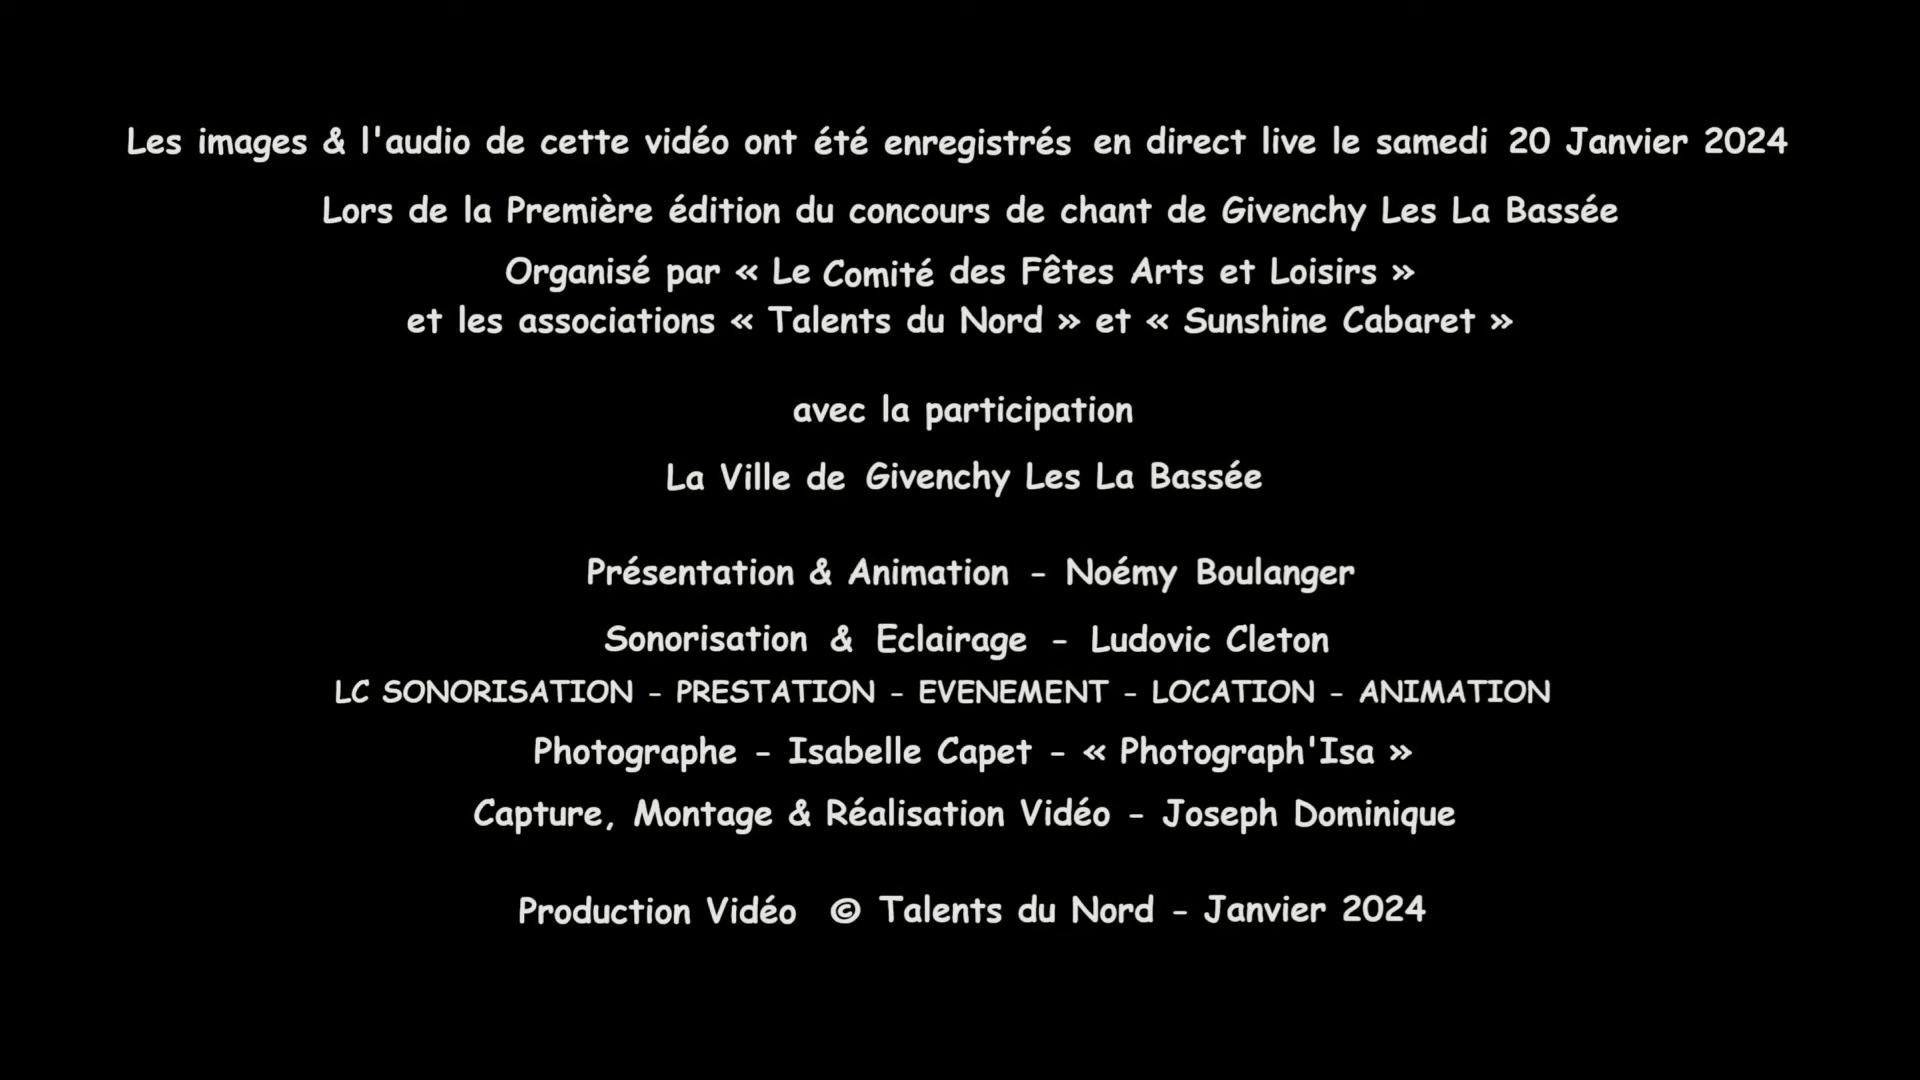 Les images & l'audio de cette vidéo ont été enregistrés en direct live le samedi 20 Janvier 2024
Lors de la Première édition du concours de chant de Givenchy Les La Bassée
Organisé par « Le Comité des Fêtes Arts et Loisirs »
et les associations « Talents du Nord » et « Sunshine Cabaret »
avec la participation
La Ville de Givenchy Les La Bassée
Présentation & Animation - Noémy Boulanger
Sonorisation & Eclairage - Ludovic Cleton
LC SONORISATION - PRESTATION - EVENEMENT - LOCATION - ANIMATION
Photographe - Isabelle Capet - « Photograph'Isa »
Capture, Montage & Réalisation Vidéo - Joseph Dominique
Production Vidéo © Talents du Nord - Janvier 2024